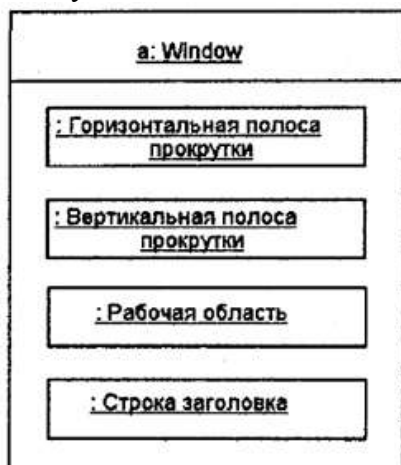 a: Window
: Горизонтальная полоса
прокрутки
: Вертикальная полоса
прокрутки
: Рабочая область
: Строка заголовка